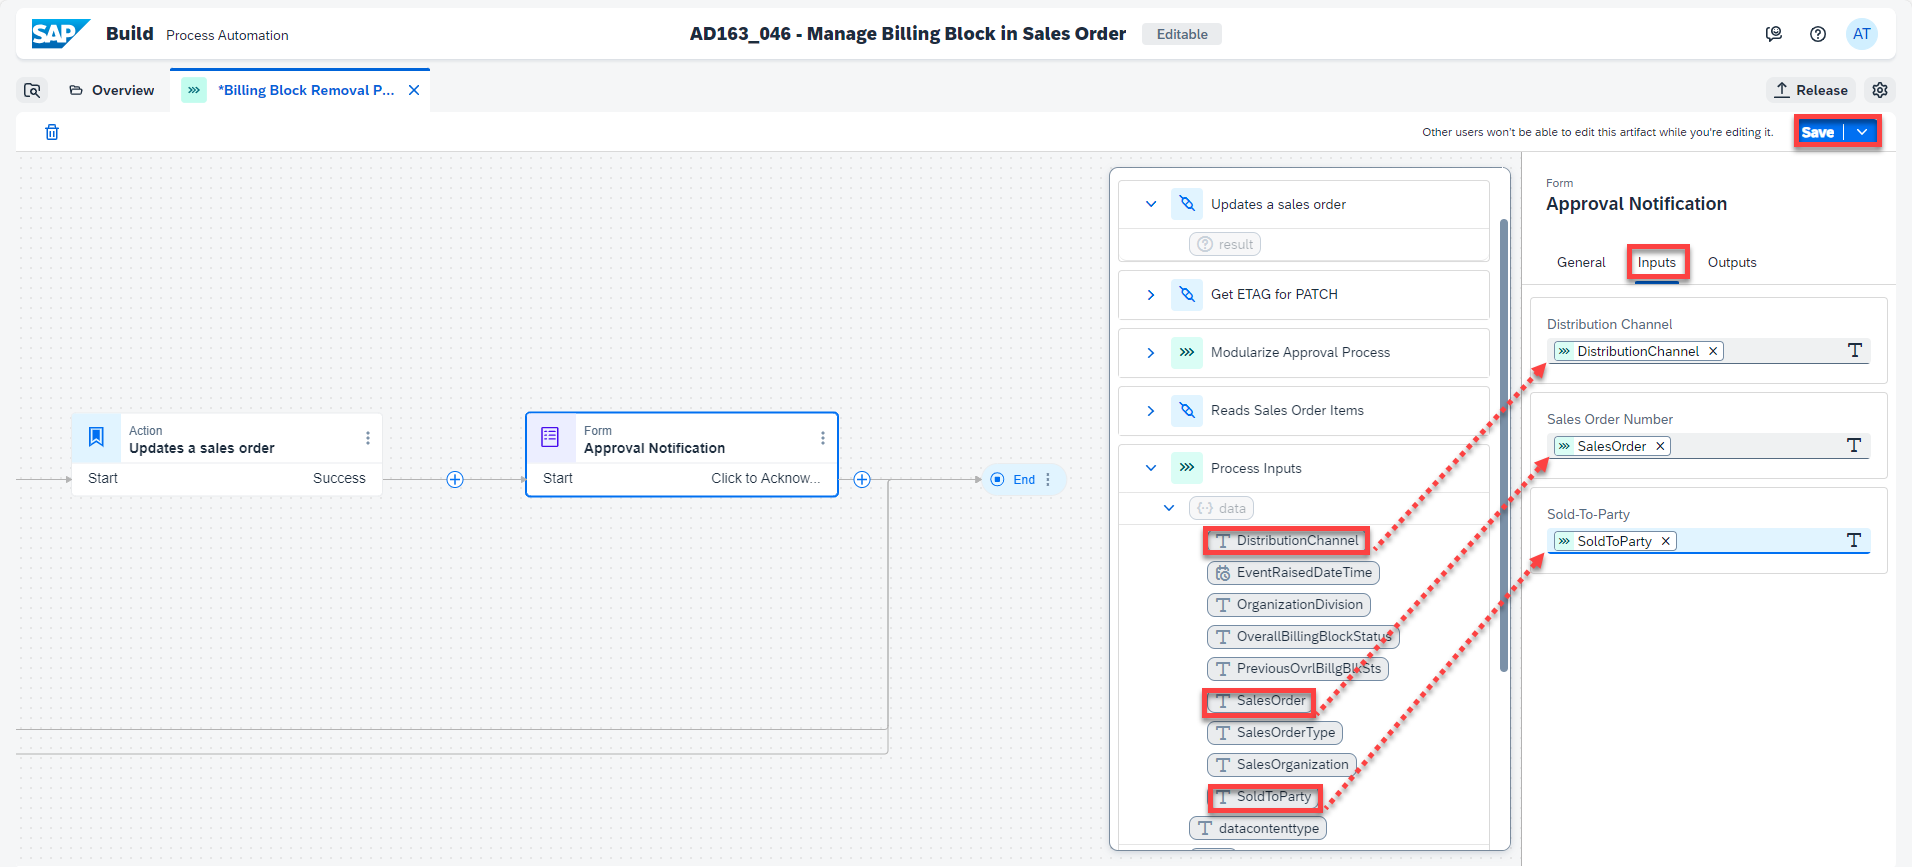 SAP Build Process Automation
AD163_046 - Manage Billing Block in Sales Order Editable
AT
Overview
*Billing Block Removal P...
Release
Other users won't be able to edit this artifact while you're editing it.
Save
Action
Updates a sales order
Start Success
Form
Approval Notification
Start Click to Acknow...
End
Updates a sales order
result
Get ETAG for PATCH
Modularize Approval Process
Reads Sales Order Items
Process Inputs
data
DistributionChannel
EventRaisedDateTime
OrganizationDivision
OverallBillingBlockStatus
PreviousOvrlBillgBlkSts
SalesOrder
SalesOrderType
SalesOrganization
SoldToParty
datacontenttype
Form
Approval Notification
General Inputs Outputs
Distribution Channel
DistributionChannel
Sales Order Number
SalesOrder
Sold-To-Party
SoldToParty